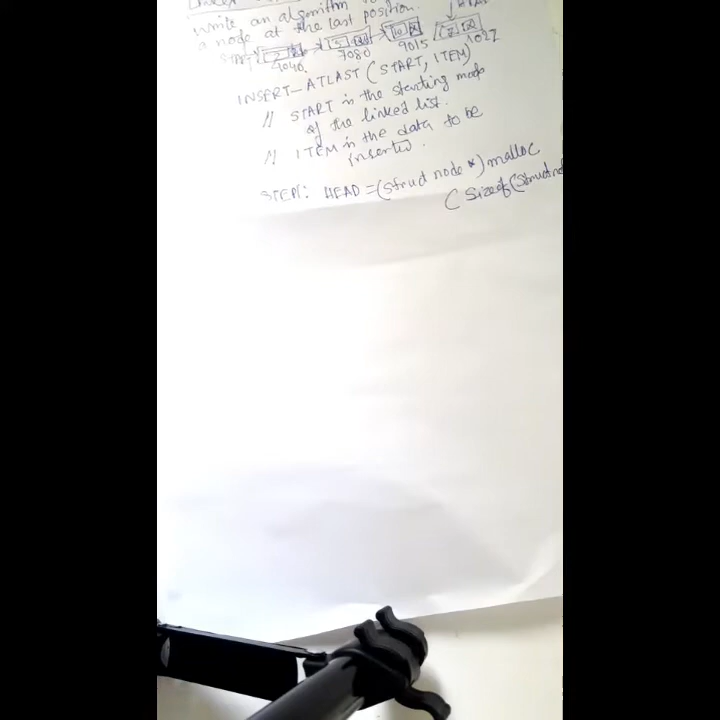 write an algorithm to
a node at the last position.
START
4040. 7080 9015 1027
INSERT_ATLAST (START, ITEM)
// START is the starting node
of the linked list.
// ITEM is the data to be
inserted.
STEP1: HEAD = (struct node *) malloc
( Sizeof (struct no